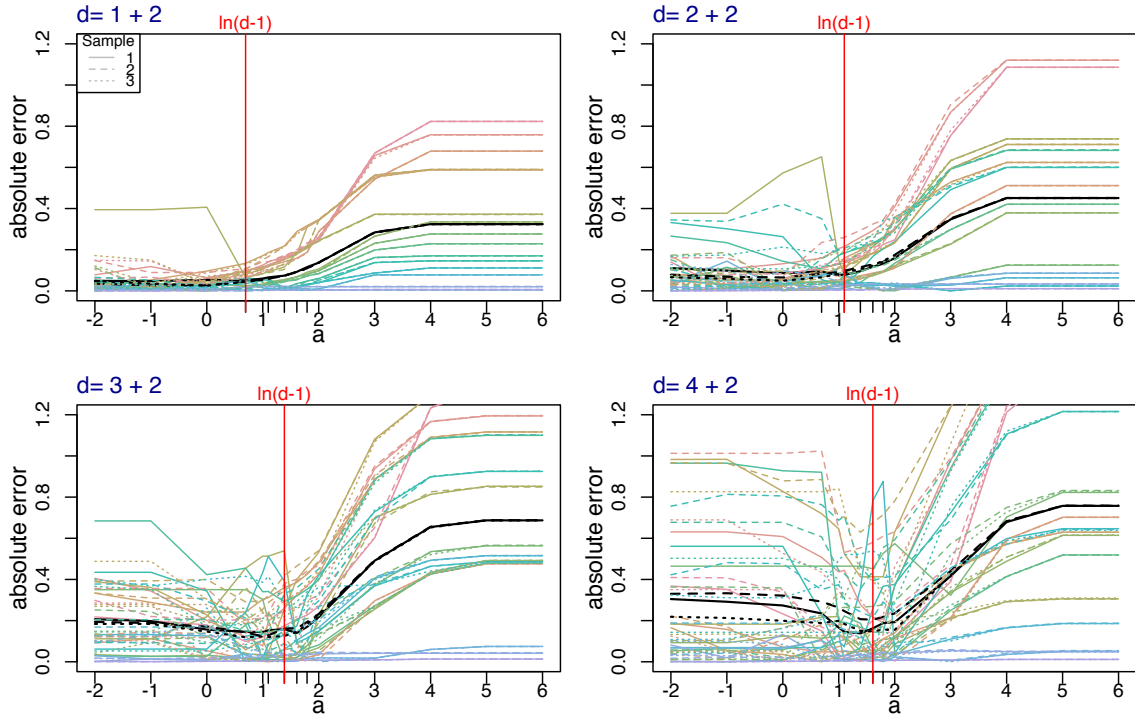 d= 1 + 2
ln(d-1)
Sample
1
2
3
absolute error
0.0 0.4 0.8 1.2
-2 -1 0 1 2 3 4 5 6
a
d= 2 + 2
ln(d-1)
absolute error
0.0 0.4 0.8 1.2
-2 -1 0 1 2 3 4 5 6
a
d= 3 + 2
ln(d-1)
absolute error
0.0 0.4 0.8 1.2
-2 -1 0 1 2 3 4 5 6
a
d= 4 + 2
ln(d-1)
absolute error
0.0 0.4 0.8 1.2
-2 -1 0 1 2 3 4 5 6
a